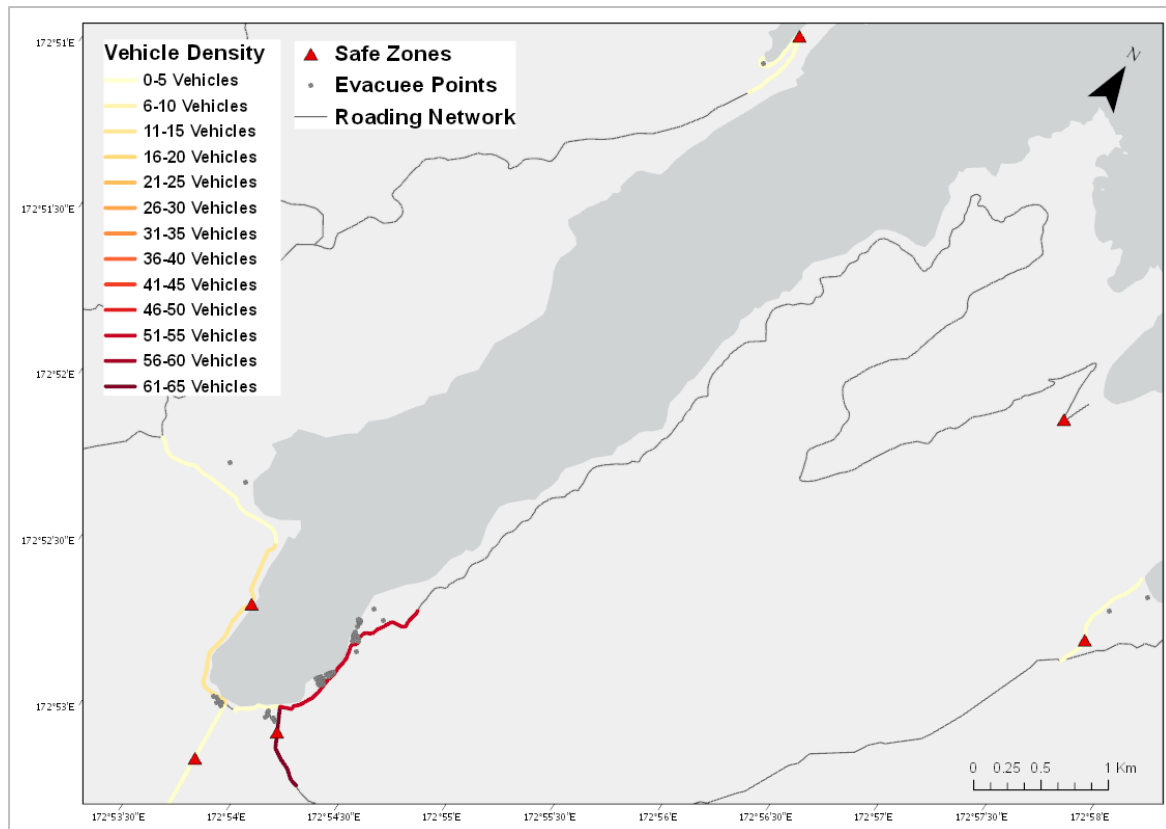 172°51'E
Vehicle Density
0-5 Vehicles
6-10 Vehicles
11-15 Vehicles
16-20 Vehicles
21-25 Vehicles
26-30 Vehicles
31-35 Vehicles
36-40 Vehicles
41-45 Vehicles
46-50 Vehicles
51-55 Vehicles
56-60 Vehicles
61-65 Vehicles
Safe Zones
Evacuee Points
Roading Network
N
172°51'30"E
172°52'E
172°52'30"E
172°53'E
0 0.25 0.5 1 Km
172°53'30"E 172°54'E 172°54'30"E 172°55'E 172°55'30"E 172°56'E 172°56'30"E 172°57'E 172°57'30"E 172°58'E